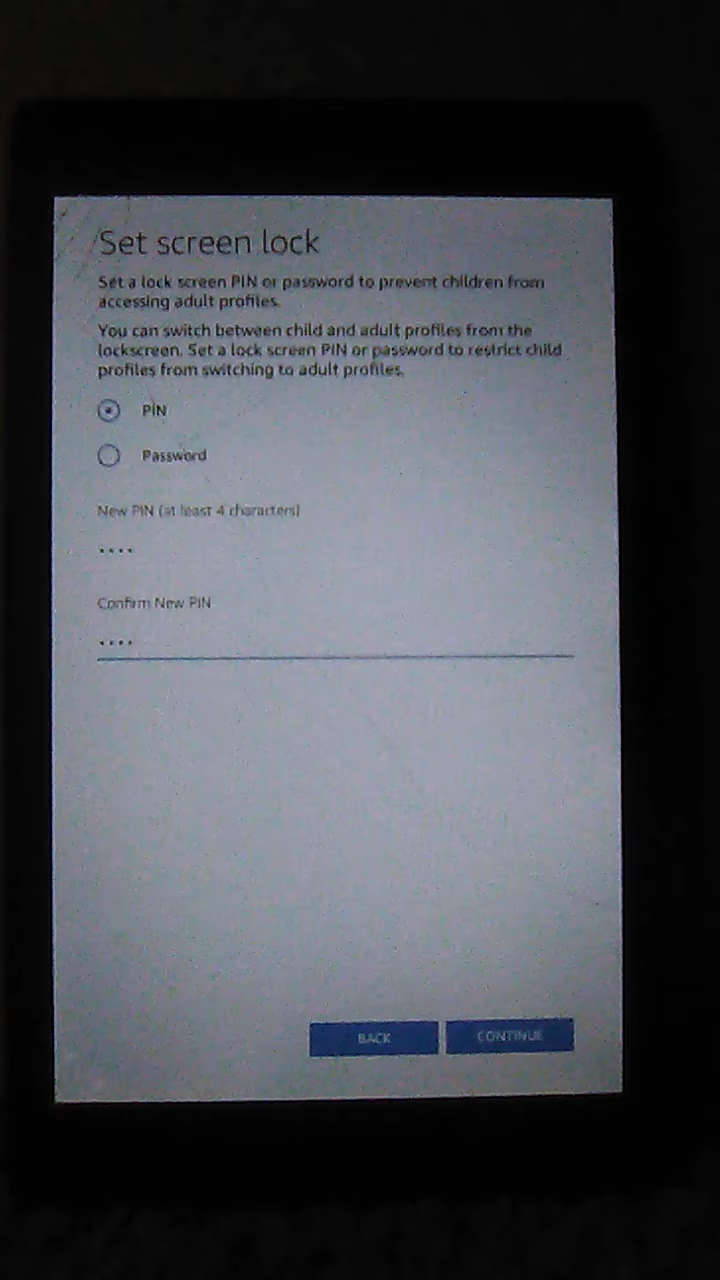 Set screen lock
Set a lock screen PIN or password to prevent children from
accessing adult profiles.
You can switch between child and adult profiles from the
lockscreen. Set a lock screen PIN or password to restrict child
profiles from switching to adult profiles.
PIN
Password
New PIN (at least 4 characters)
....
Confirm New PIN
....
BACK CONTINUE